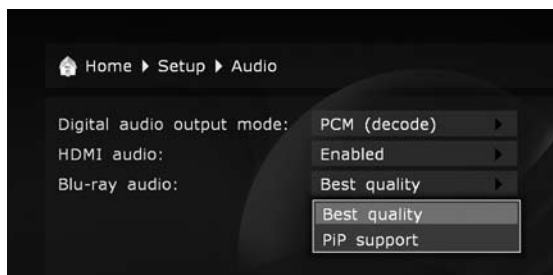 Home ▶ Setup ▶ Audio
Digital audio output mode: PCM (decode)
HDMI audio: Enabled
Blu-ray audio: Best quality
Best quality
PiP support